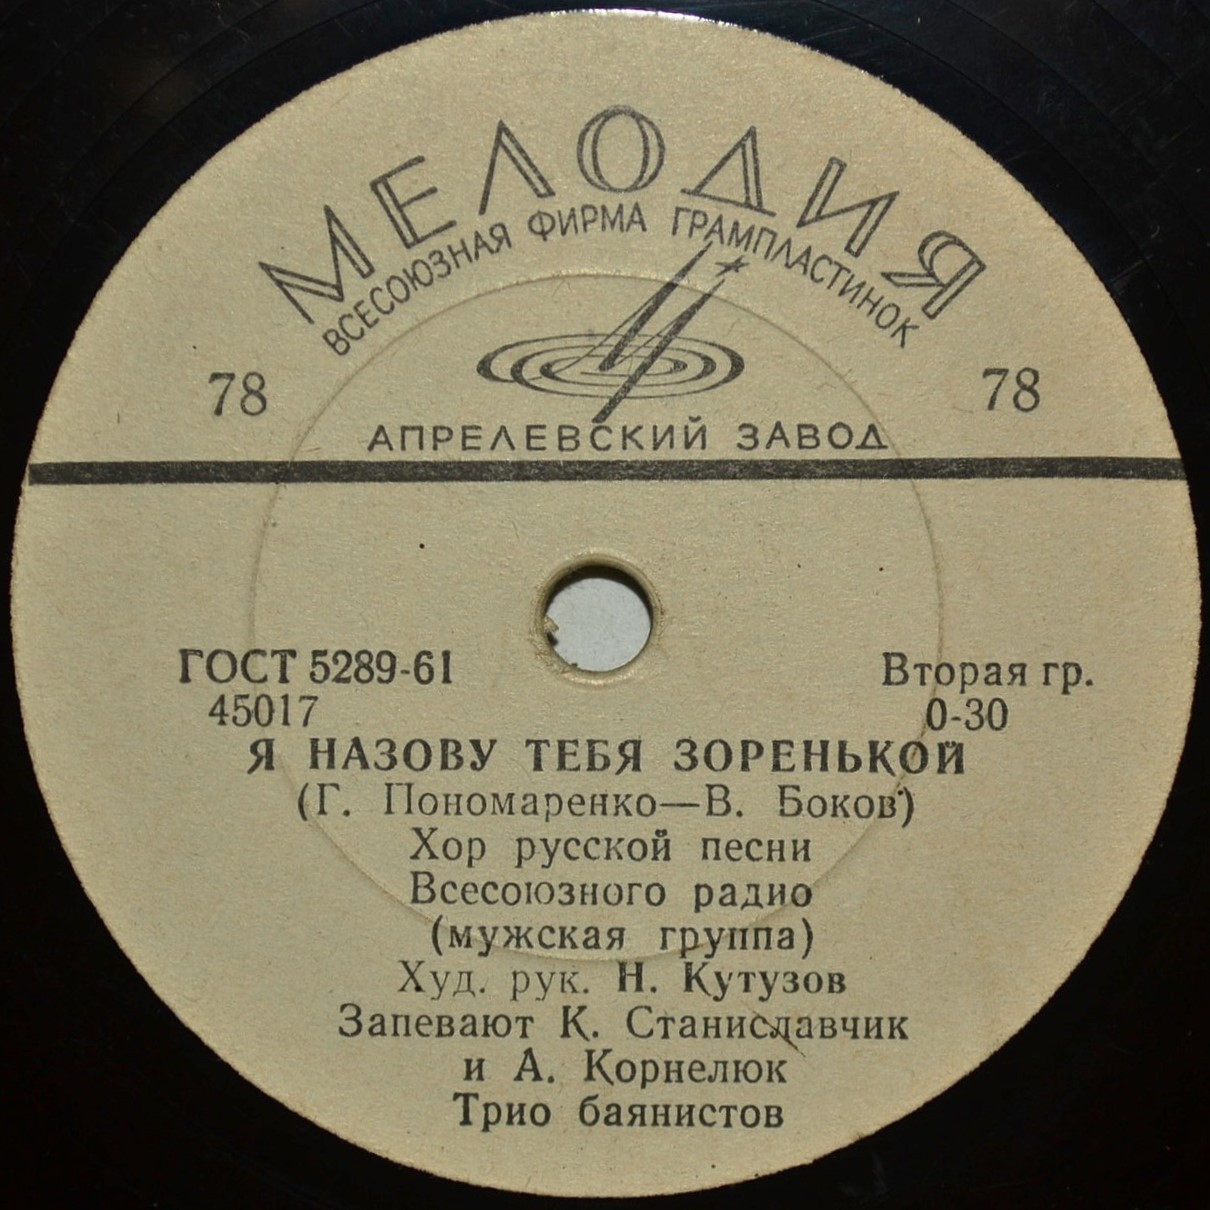 МЕЛОДИЯ
ВСЕСОЮЗНАЯ ФИРМА ГРАМПЛАСТИНОК
78 78
АПРЕЛЕВСКИЙ ЗАВОД
ГОСТ 5289-61 Вторая гр.
45017 0-30
Я НАЗОВУ ТЕБЯ ЗОРЕНЬКОЙ
(Г. Пономаренко—В. Боков)
Хор русской песни
Всесоюзного радио
(мужская группа)
Худ. рук. Н. Кутузов
Запевают К. Станиславчик
и А. Корнелюк
Трио баянистов